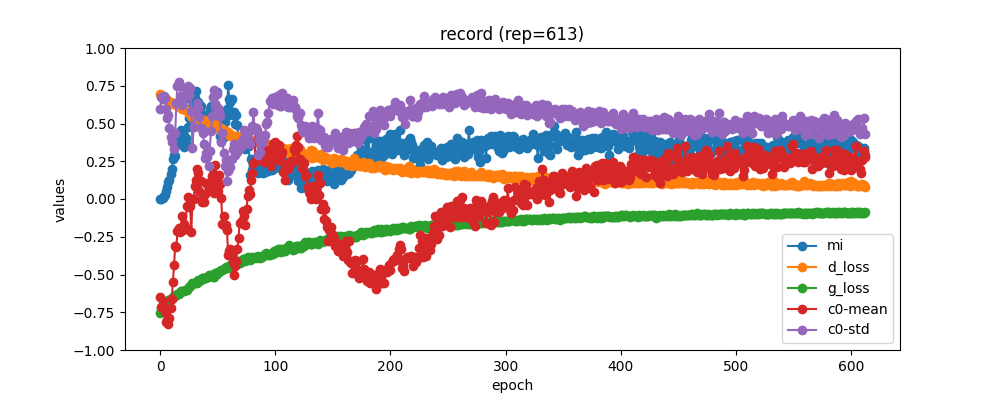 record (rep=613)
1.00
0.75
0.50
0.25
0.00
−0.25
−0.50
−0.75
−1.00
values
0 100 200 300 400 500 600
epoch
mi
d_loss
g_loss
c0-mean
c0-std